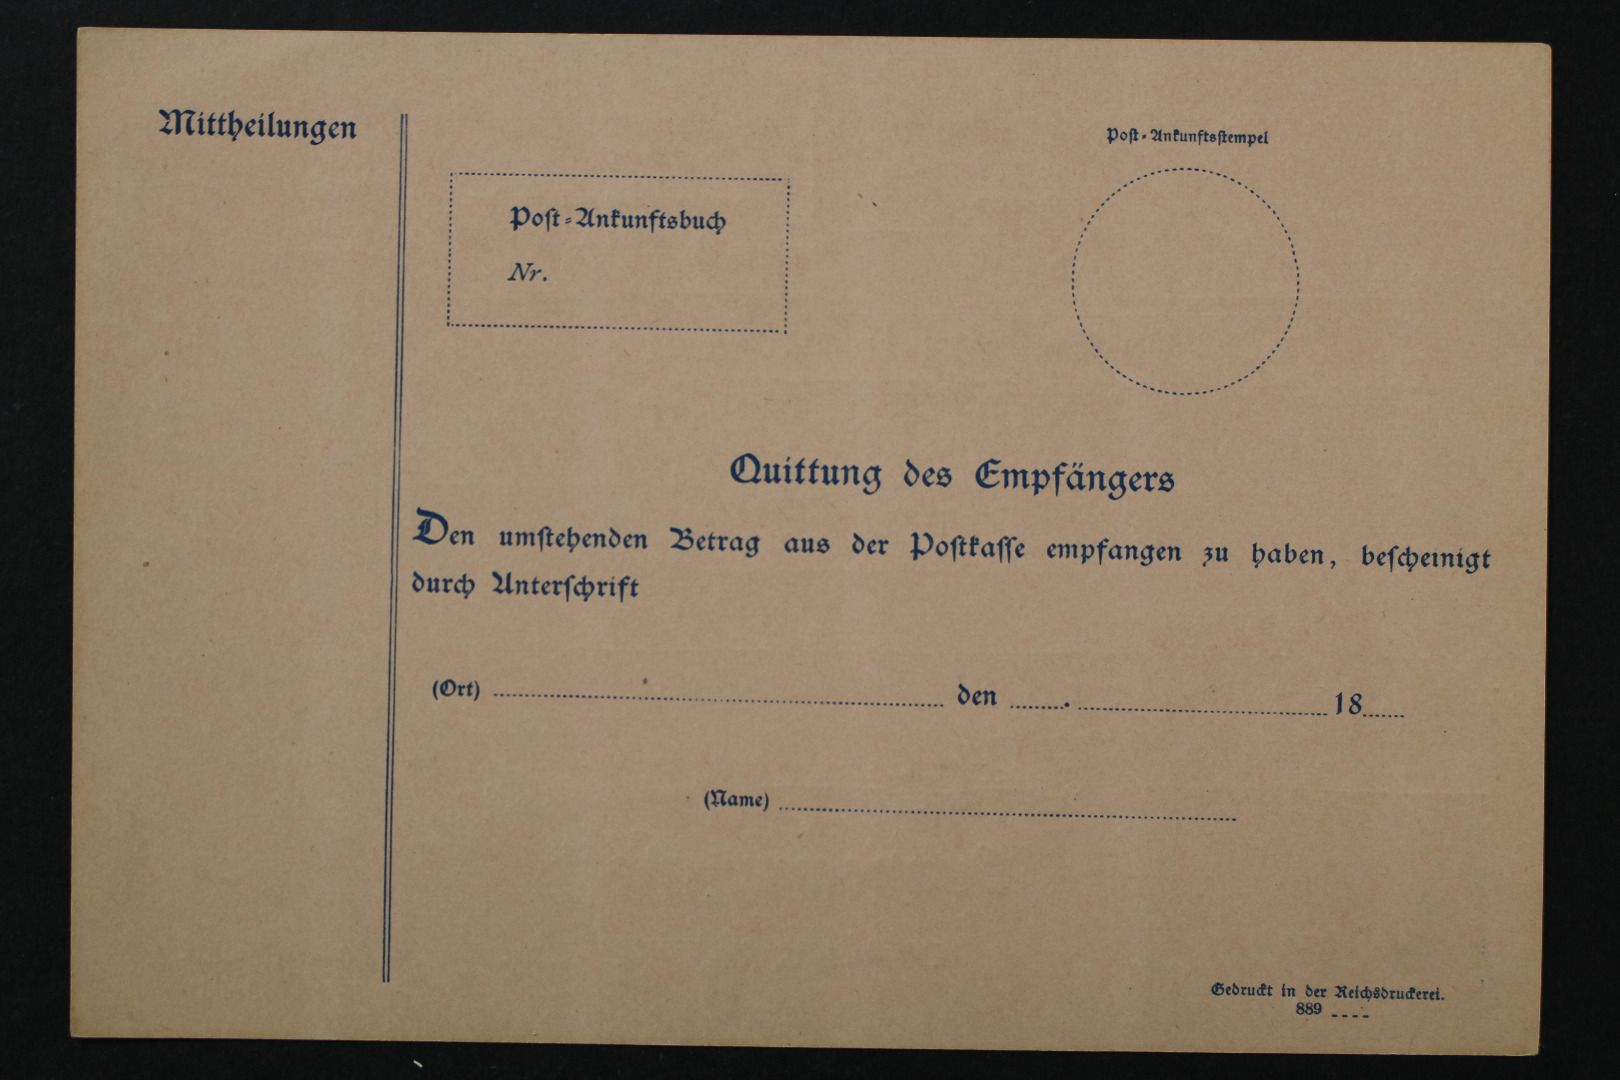 Mittheilungen
Post-Ankunftsstempel
Post-Ankunftsbuch
Nr.
Quittung des Empfängers
Den umstehenden Betrag aus der Postkasse empfangen zu haben, bescheinigt
durch Unterschrift
(Ort) den . 18
(Name)
Gedruckt in der Reichsdruckerei.
889